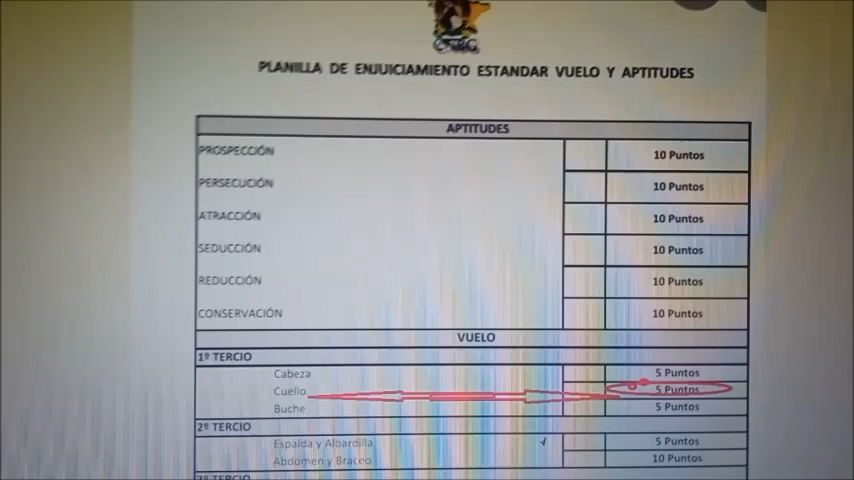 PLANILLA DE ENJUICIAMIENTO ESTANDAR VUELO Y APTITUDES
APTITUDES
PROSPECCIÓN 10 Puntos
PERSECUCIÓN 10 Puntos
ATRACCIÓN 10 Puntos
SEDUCCIÓN 10 Puntos
REDUCCIÓN 10 Puntos
CONSERVACIÓN 10 Puntos
VUELO
1º TERCIO
Cabeza 5 Puntos
Cuello 5 Puntos
Buche 5 Puntos
2º TERCIO
Espalda y Albardilla √ 5 Puntos
Abdomen y Braceo 10 Puntos
3º TERCIO